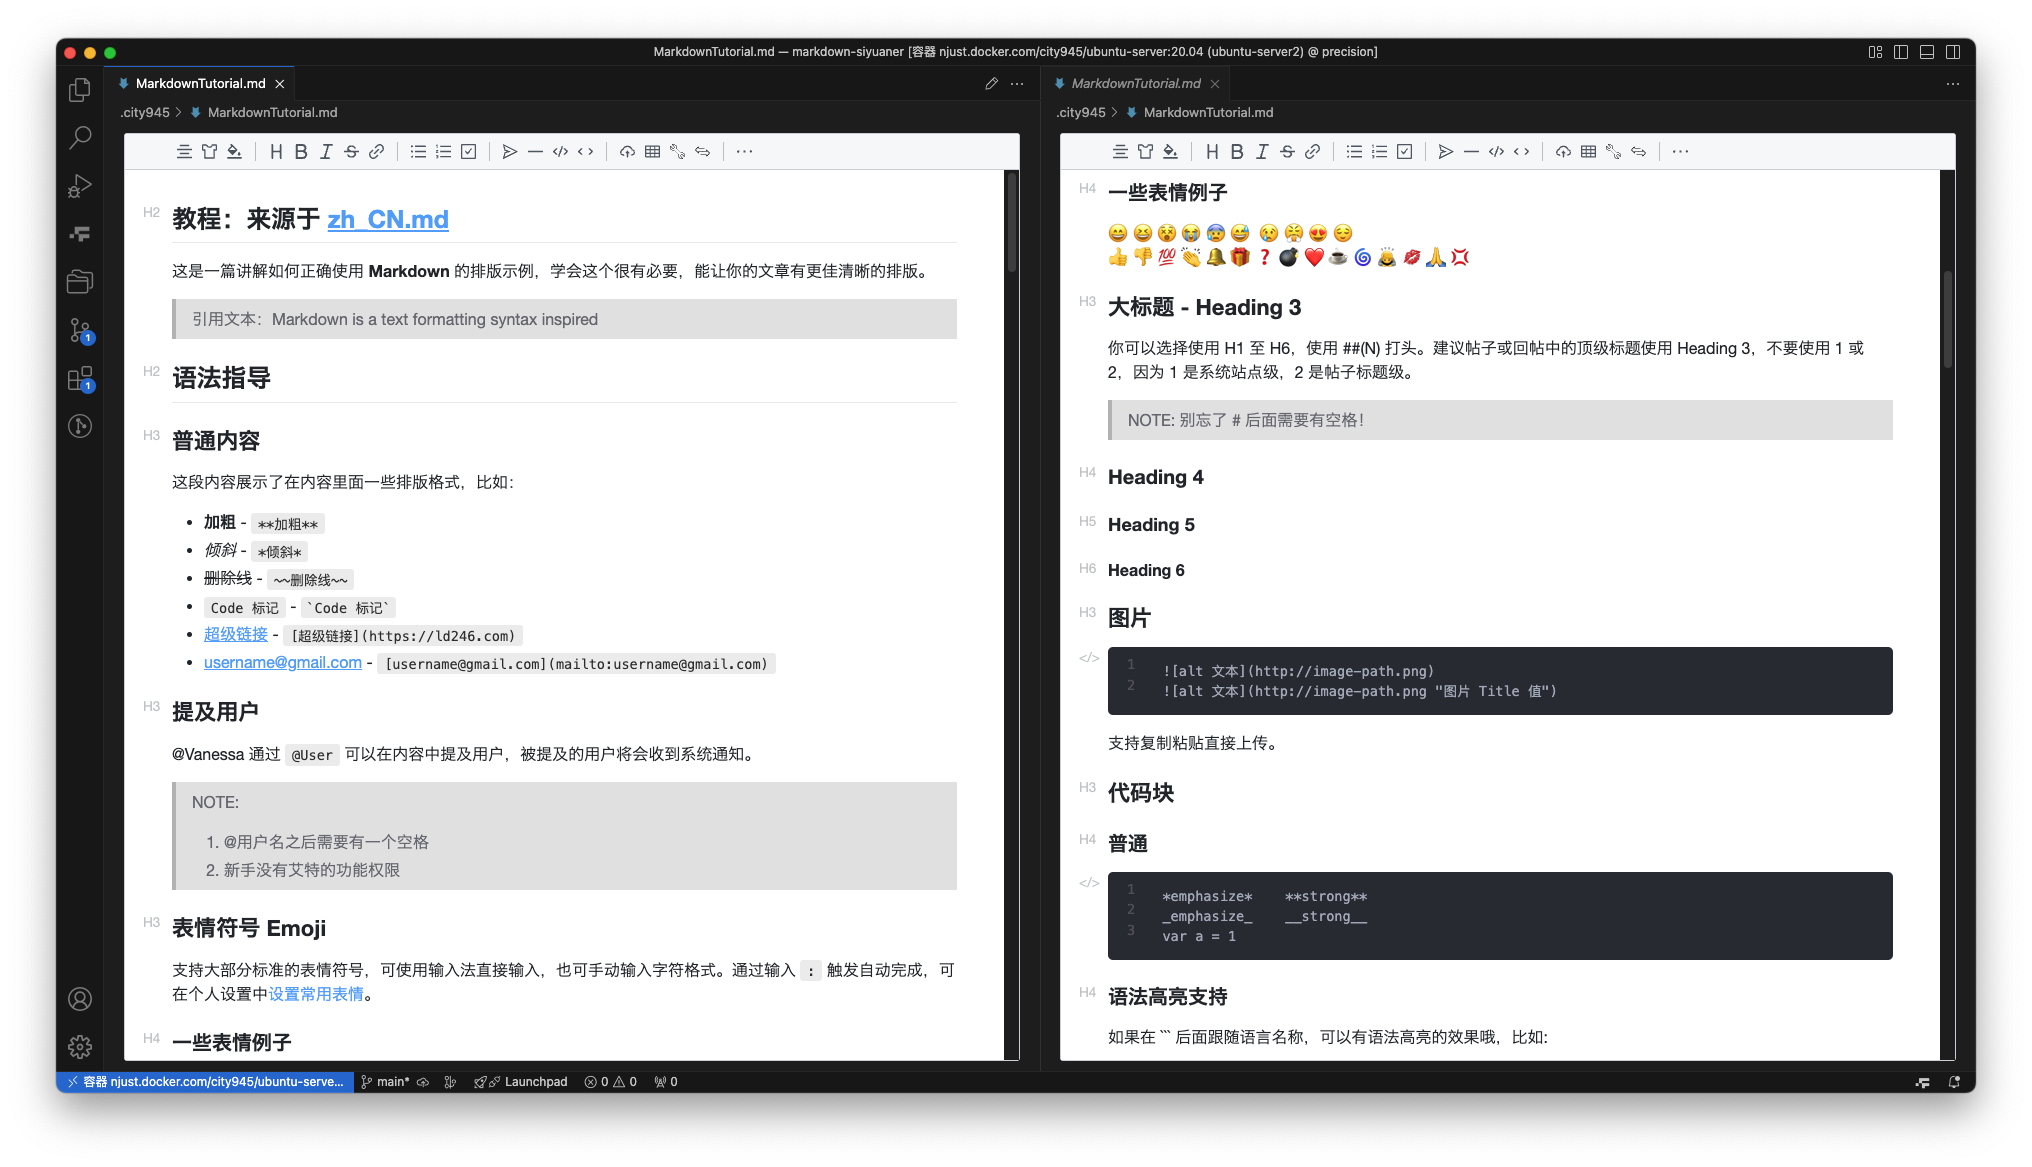 MarkdownTutorial.md — markdown-siyuaner [容器 njust.docker.com/city945/ubuntu-server:20.04 (ubuntu-server2) @ precision]
MarkdownTutorial.md
.city945 > MarkdownTutorial.md
H2 教程：来源于 zh_CN.md
这是一篇讲解如何正确使用 Markdown 的排版示例，学会这个很有必要，能让你的文章有更佳清晰的排版。
引用文本：Markdown is a text formatting syntax inspired
H2 语法指导
H3 普通内容
这段内容展示了在内容里面一些排版格式，比如：
• 加粗 - **加粗**
• 倾斜 - *倾斜*
• 删除线 - ~~删除线~~
• Code 标记 - `Code 标记`
• 超级链接 - [超级链接](https://ld246.com)
• username@gmail.com - [username@gmail.com](mailto:username@gmail.com)
H3 提及用户
@Vanessa 通过 @User 可以在内容中提及用户，被提及的用户将会收到系统通知。
NOTE:
1. @用户名之后需要有一个空格
2. 新手没有艾特的功能权限
H3 表情符号 Emoji
支持大部分标准的表情符号，可使用输入法直接输入，也可手动输入字符格式。通过输入 : 触发自动完成，可
在个人设置中设置常用表情。
H4 一些表情例子
MarkdownTutorial.md
.city945 > MarkdownTutorial.md
H4 一些表情例子
😄 😆 😵 😭 😰 😅 😢 😤 😍 😌
👍 👎 💯 👏 🔔 🎁 ❓ 💣 ❤️ ☕️ 🌀 🙇 💋 🙏 💢
H3 大标题 - Heading 3
你可以选择使用 H1 至 H6，使用 ##(N) 打头。建议帖子或回帖中的顶级标题使用 Heading 3，不要使用 1 或
2，因为 1 是系统站点级，2 是帖子标题级。
NOTE: 别忘了 # 后面需要有空格！
H4 Heading 4
H5 Heading 5
H6 Heading 6
H3 图片
1 ![alt 文本](http://image-path.png)
2 ![alt 文本](http://image-path.png "图片 Title 值")
支持复制粘贴直接上传。
H3 代码块
H4 普通
1 *emphasize*    **strong**
2 _emphasize_    __strong__
3 var a = 1
H4 语法高亮支持
如果在 ``` 后面跟随语言名称，可以有语法高亮的效果哦，比如:
容器 njust.docker.com/city945/ubuntu-serve... main* Launchpad 0 0 0
1
1